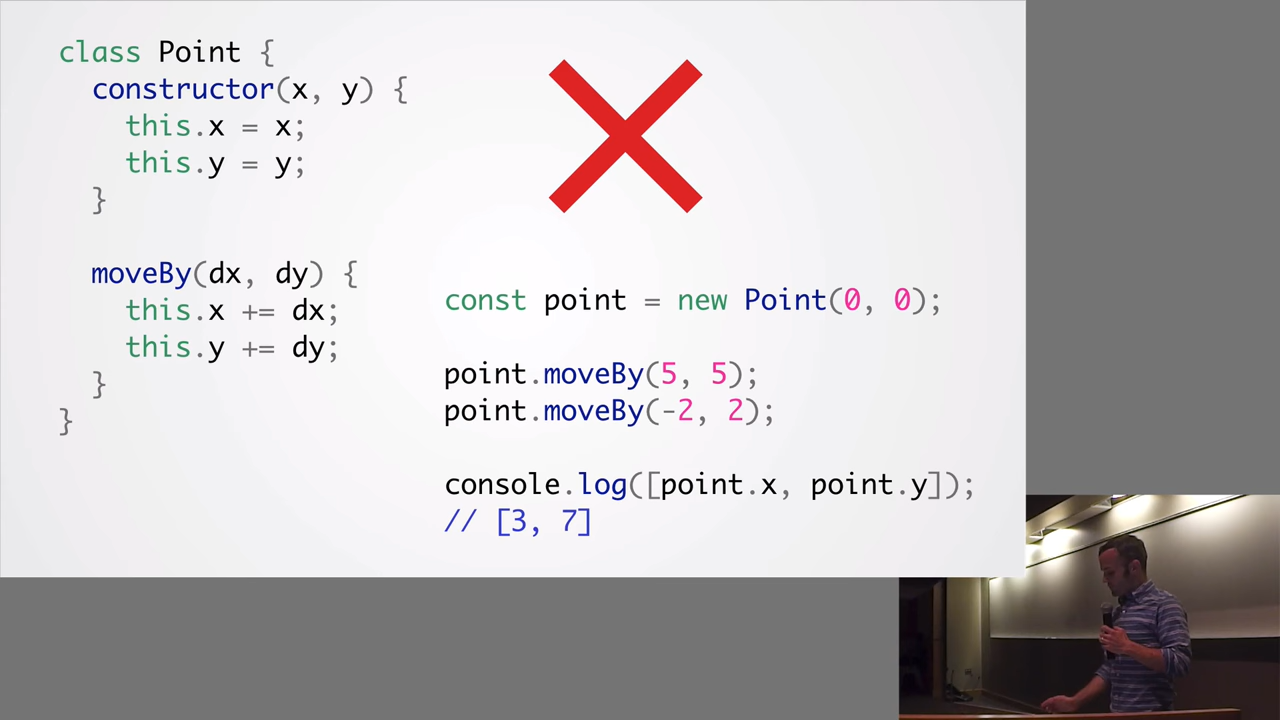 class Point {
constructor(x, y) {
this.x = x;
this.y = y;
}
moveBy(dx, dy) {
this.x += dx;
this.y += dy;
}
}
const point = new Point(0, 0);
point.moveBy(5, 5);
point.moveBy(-2, 2);
console.log([point.x, point.y]);
// [3, 7]